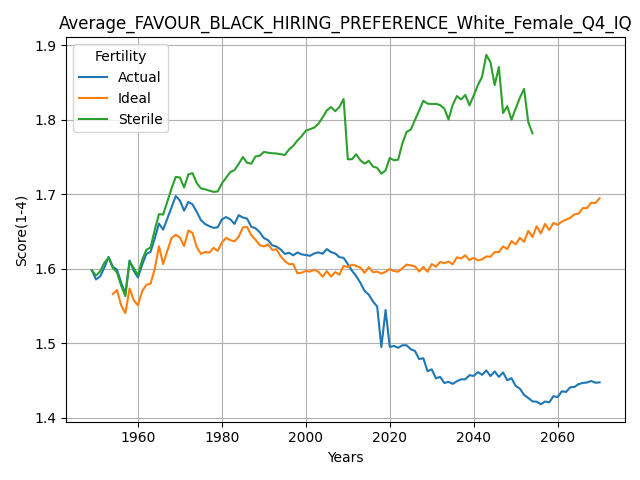 Average_FAVOUR_BLACK_HIRING_PREFERENCE_White_Female_Q4_IQ
Fertility
Actual
Ideal
Sterile
Score(1-4)
1.9
1.8
1.7
1.6
1.5
1.4
1960 1980 2000 2020 2040 2060
Years